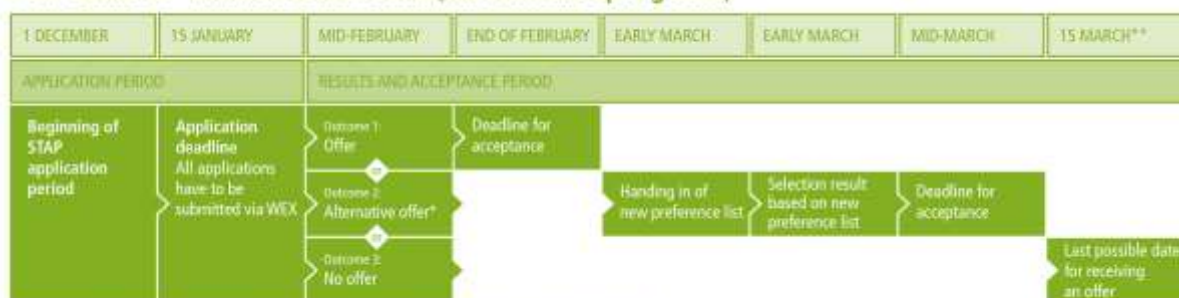 1 DECEMBER
15 JANUARY
MID-FEBRUARY
END OF FEBRUARY
EARLY MARCH
EARLY MARCH
MID-MARCH
15 MARCH**
APPLICATION PERIOD
RESULTS AND ACCEPTANCE PERIOD
Beginning of
STAP
application
period
Application
deadline
All applications
have to be
submitted via WEX
Outcome 1:
Offer
or
Outcome 2:
Alternative offer*
or
Outcome 3:
No offer
Deadline for
acceptance
Handing in of
new preference list
Selection result
based on new
preference list
Deadline for
acceptance
Last possible date
for receiving
an offer